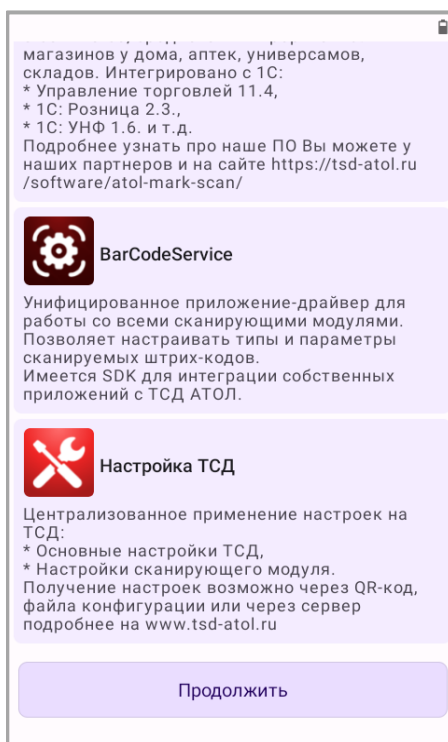 магазинов у дома, аптек, универсамов,
складов. Интегрировано с 1С:
* Управление торговлей 11.4,
* 1С: Розница 2.3.,
* 1С: УНФ 1.6. и т.д.
Подробнее узнать про наше ПО Вы можете у
наших партнеров и на сайте https://tsd-atol.ru
/software/atol-mark-scan/
BarCodeService
Унифицированное приложение-драйвер для
работы со всеми сканирующими модулями.
Позволяет настраивать типы и параметры
сканируемых штрих-кодов.
Имеется SDK для интеграции собственных
приложений с ТСД АТОЛ.
Настройка ТСД
Централизованное применение настроек на
ТСД:
* Основные настройки ТСД,
* Настройки сканирующего модуля.
Получение настроек возможно через QR-код,
файла конфигурации или через сервер
подробнее на www.tsd-atol.ru
Продолжить